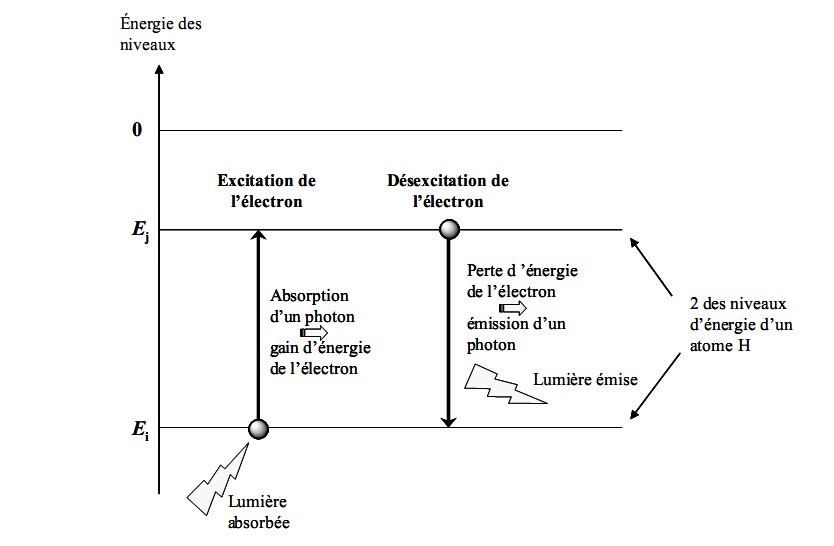 Énergie des
niveaux
0
Excitation de
l'électron
Désexcitation de
l'électron
Ej
Absorption
d'un photon
gain d'énergie
de l'électron
Perte d 'énergie
de l'électron
émission d'un
photon
2 des niveaux
d'énergie d'un
atome H
Lumière émise
Ei
Lumière
absorbée